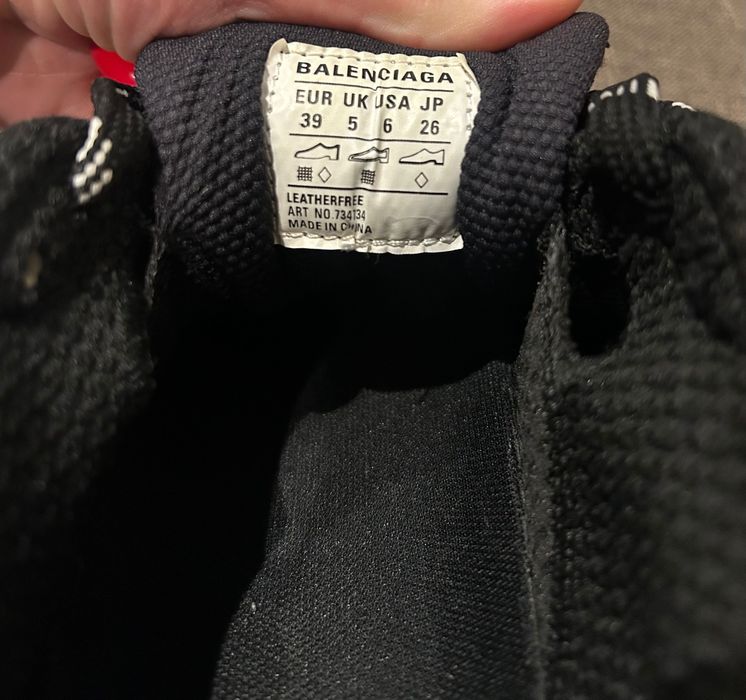 BALENCIAGA
EUR UK USA JP
39 5 6 26
LEATHERFREE
ART NO.734134
MADE IN CHINA